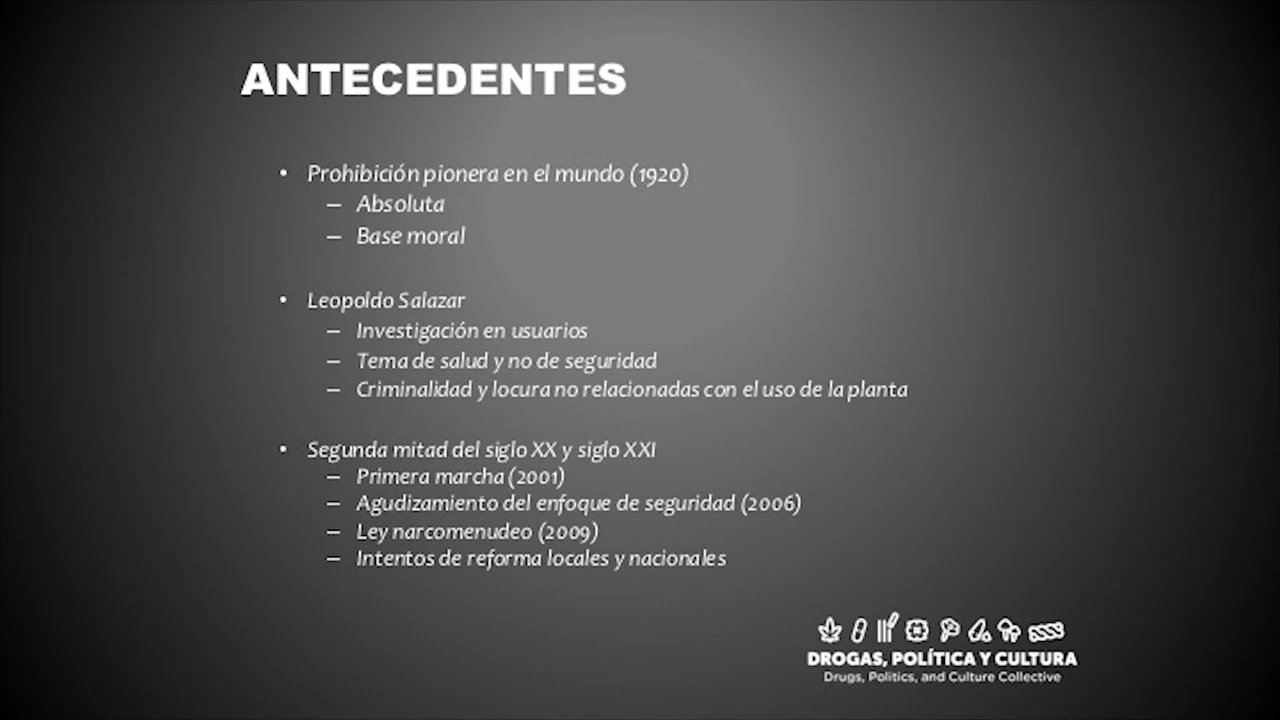 ANTECEDENTES
• Prohibición pionera en el mundo (1920)
– Absoluta
– Base moral
• Leopoldo Salazar
– Investigación en usuarios
– Tema de salud y no de seguridad
– Criminalidad y locura no relacionadas con el uso de la planta
• Segunda mitad del siglo XX y siglo XXI
– Primera marcha (2001)
– Agudizamiento del enfoque de seguridad (2006)
– Ley narcomenudeo (2009)
– Intentos de reforma locales y nacionales
DROGAS, POLÍTICA Y CULTURA
Drugs, Politics, and Culture Collective